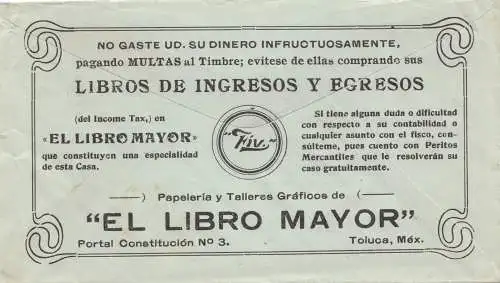 NO GASTE UD. SU DINERO INFRUCTUOSAMENTE,
pagando MULTAS al Timbre; evítese de ellas comprando sus
LIBROS DE INGRESOS Y EGRESOS
(del Income Tax,) en
«EL LIBRO MAYOR»
que constituyen una especialidad
de esta Casa.
"Fiv."
Si tiene alguna duda o dificultad
con respecto a su contabilidad o
cualquier asunto con el fisco, con-
súlteme, pues cuento con Peritos
Mercantiles que le resolverán su
caso gratuitamente.
Papelería y Talleres Gráficos de
"EL LIBRO MAYOR"
Portal Constitución Nº 3. Toluca, Méx.